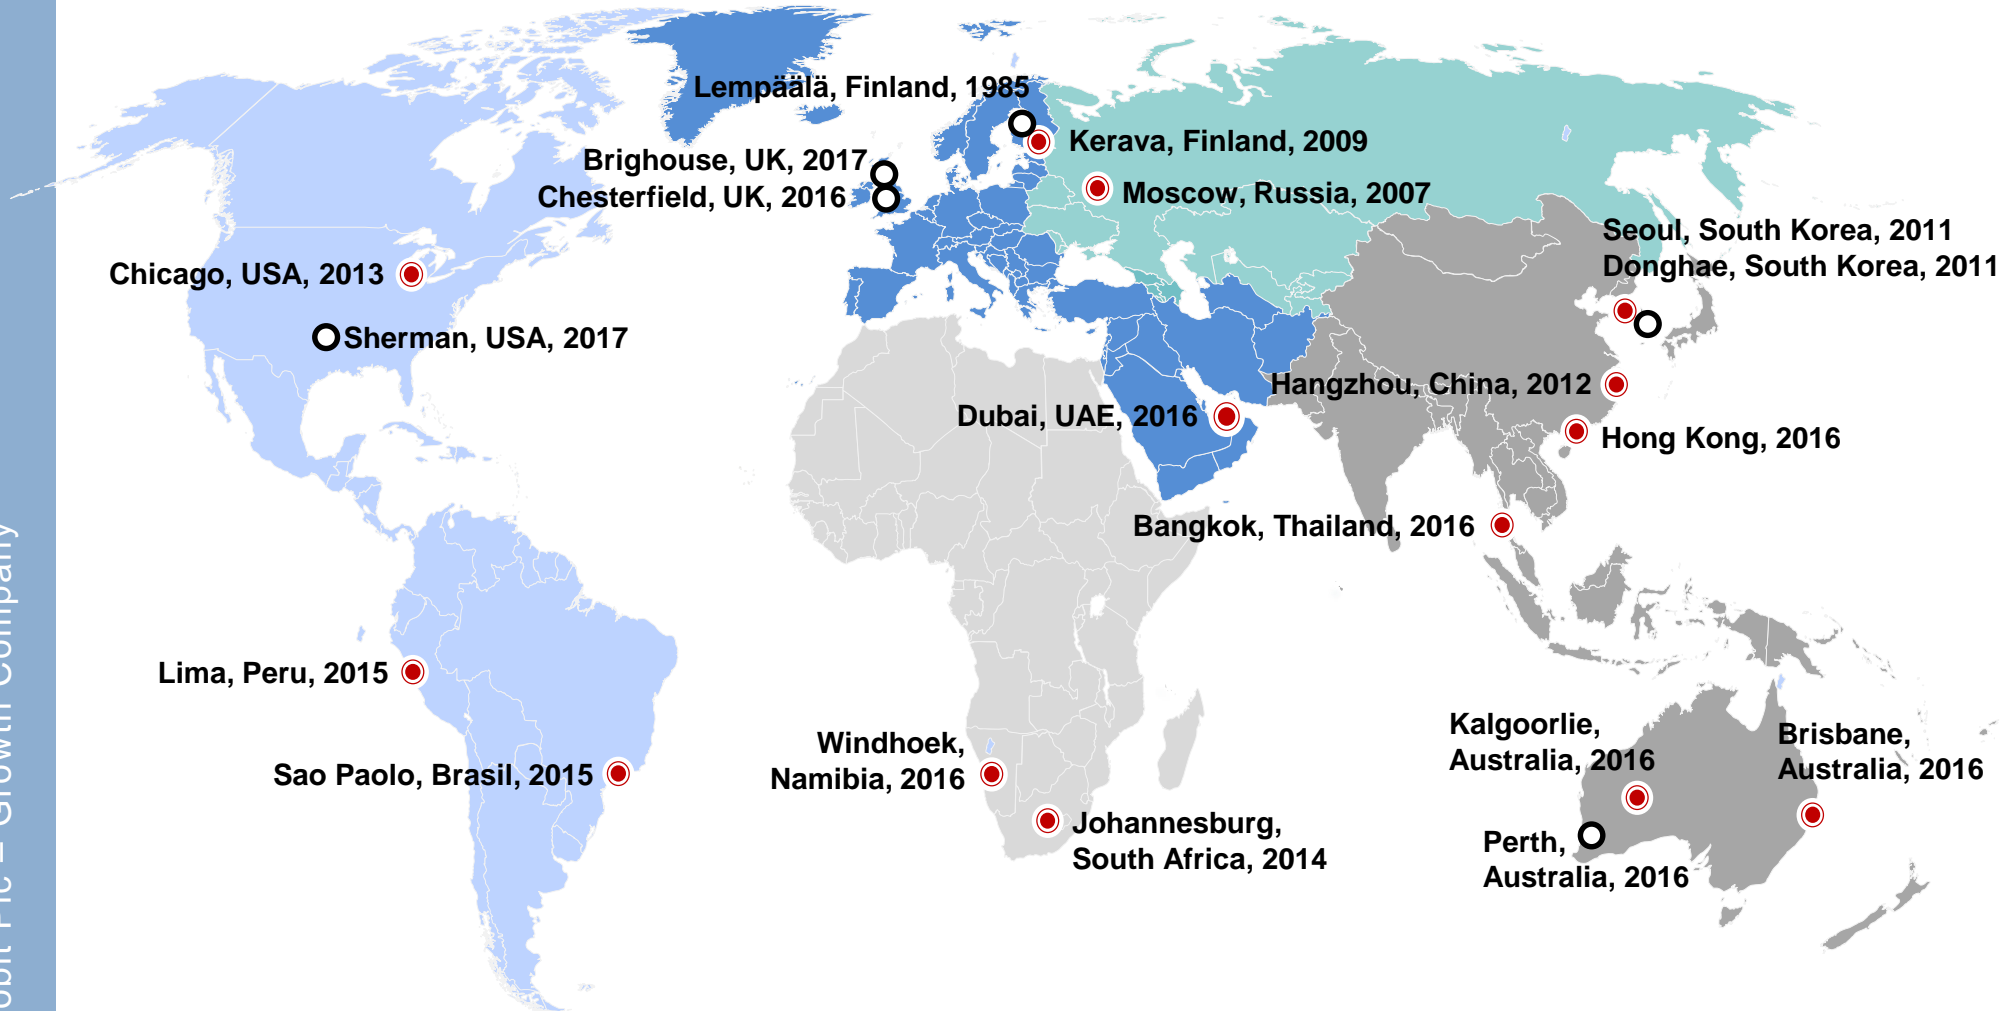 Lempäälä, Finland, 1985
Kerava, Finland, 2009
Brighouse, UK, 2017
Chesterfield, UK, 2016
Moscow, Russia, 2007
Seoul, South Korea, 2011
Donghae, South Korea, 2011
Chicago, USA, 2013
Sherman, USA, 2017
Hangzhou, China, 2012
Dubai, UAE, 2016
Hong Kong, 2016
Bangkok, Thailand, 2016
Lima, Peru, 2015
Sao Paolo, Brasil, 2015
Windhoek,
Namibia, 2016
Johannesburg,
South Africa, 2014
Kalgoorlie,
Australia, 2016
Brisbane,
Australia, 2016
Perth,
Australia, 2016
Plc – Growth Company